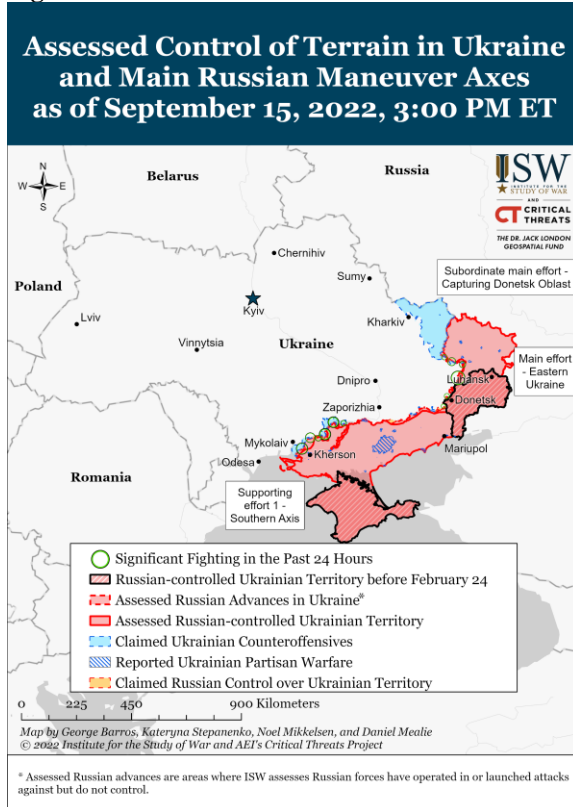 Assessed Control of Terrain in Ukraine
and Main Russian Maneuver Axes
as of September 15, 2022, 3:00 PM ET
N
W
E
S
Belarus
Russia
ISW
INSTITUTE FOR THE
STUDY OF WAR
AND
CT CRITICAL
THREATS
THE DR. JACK LONDON
GEOSPATIAL FUND
Chernihiv
Sumy
Subordinate main effort -
Capturing Donetsk Oblast
Poland
Lviv
Kyiv
Kharkiv
Vinnytsia
Ukraine
Main effort
- Eastern
Ukraine
Dnipro
Luhansk
Donetsk
Zaporizhia
Mykolaiv
Mariupol
Odesa
Kherson
Romania
Supporting
effort 1 -
Southern Axis
Significant Fighting in the Past 24 Hours
Russian-controlled Ukrainian Territory before February 24
Assessed Russian Advances in Ukraine*
Assessed Russian-controlled Ukrainian Territory
Claimed Ukrainian Counteroffensives
Reported Ukrainian Partisan Warfare
Claimed Russian Control over Ukrainian Territory
0 225 450 900 Kilometers
Map by George Barros, Kateryna Stepanenko, Noel Mikkelsen, and Daniel Mealie
© 2022 Institute for the Study of War and AEI's Critical Threats Project
* Assessed Russian advances are areas where ISW assesses Russian forces have operated in or launched attacks
against but do not control.